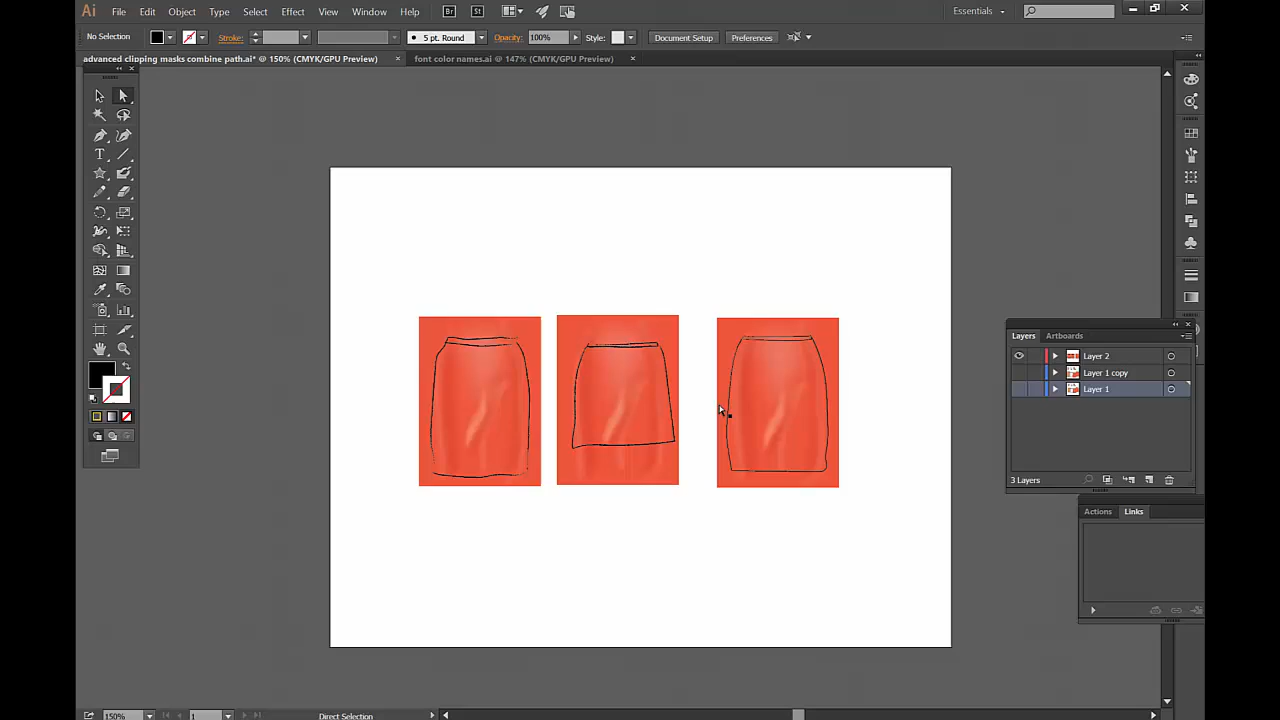 Ai File Edit Object Type Select Effect View Window Help Br St Essentials
No Selection Stroke: 5 pt. Round Opacity: 100% Style: Document Setup Preferences
advanced clipping masks combine path.ai* @ 150% (CMYK/GPU Preview) × font color names.ai @ 147% (CMYK/GPU Preview) ×
Layers Artboards
Layer 2
Layer 1 copy
Layer 1
3 Layers
Actions Links
150% 1 Direct Selection